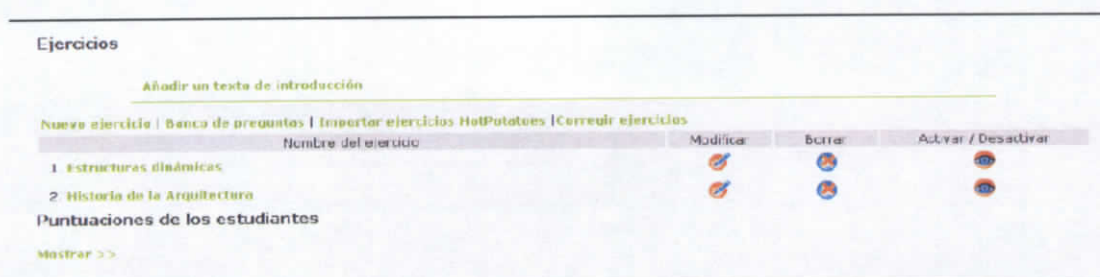 Ejercicios
Añadir un texto de introducción
Nuevo ejercicio | Banco de preguntas | Importar ejercicios HotPotatoes |Corregir ejercicios
Nombre del ejercicio Modificar Borrar Activar / Desactivar
1. Estructuras dinámicas
2. Historia de la Arquitectura
Puntuaciones de los estudiantes
Mostrar >>